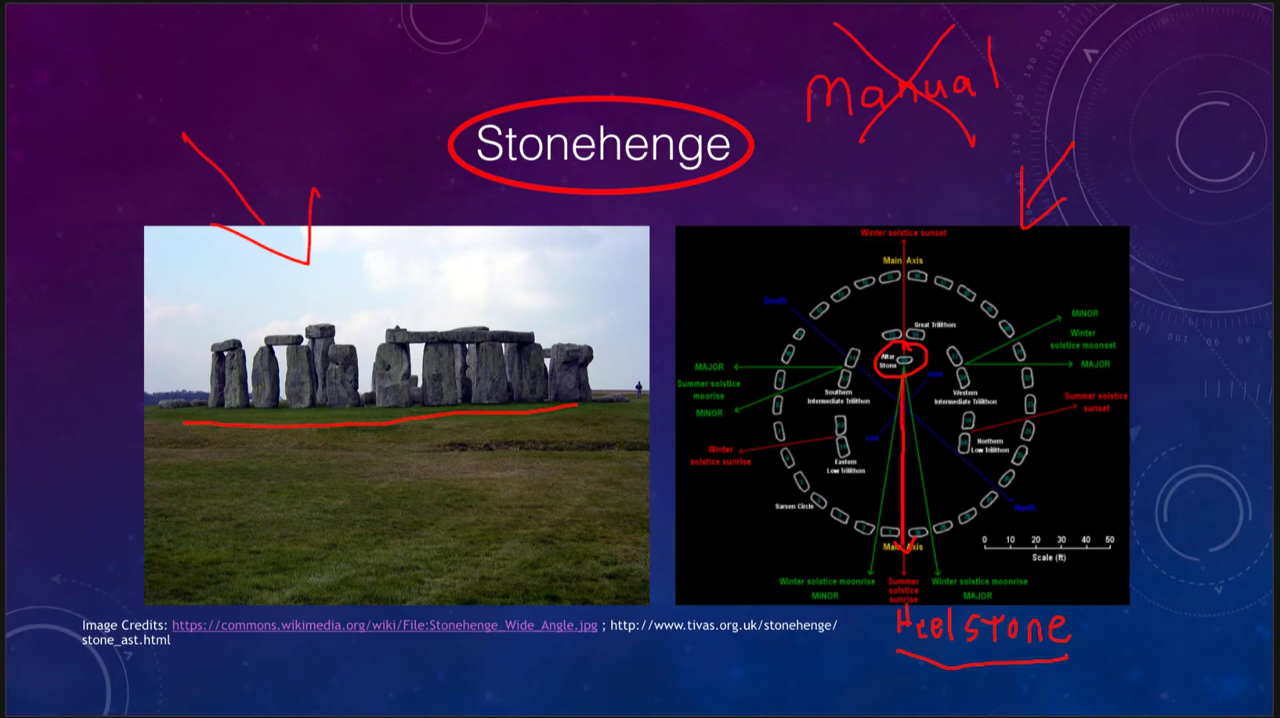 Manual
Stonehenge
Winter solstice sunset
Main Axis
South
Great Trilithon
MINOR
Winter
solstice moonset
MAJOR
Altar
Stone
MAJOR
Summer solstice
moorise
MINOR
Southern
Intermediate Trilithon
Western
Intermediate Trilithon
Summer solstice
sunset
Winter
solstice sunrise
Eastern
Low Trilithon
Northern
Low Trilithon
Sarsen Circle
North
Main Axis
0 10 20 30 40 50
Scale (ft)
Winter solstice moonrise
MINOR
Summer
solstice
sunrise
Winter solstice moonrise
MAJOR
Heelstone
Image Credits: https://commons.wikimedia.org/wiki/File:Stonehenge_Wide_Angle.jpg ; http://www.tivas.org.uk/stonehenge/
stone_ast.html